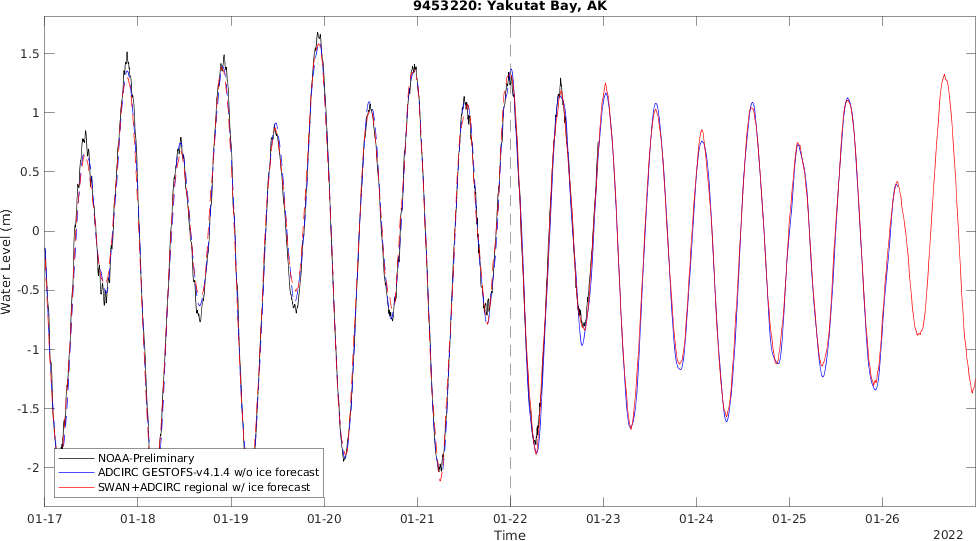 9453220: Yakutat Bay, AK
Water Level (m)
1.5
1
0.5
0
-0.5
-1
-1.5
-2
NOAA-Preliminary
ADCIRC GESTOFS-v4.1.4 w/o ice forecast
SWAN+ADCIRC regional w/ ice forecast
01-17 01-18 01-19 01-20 01-21 01-22 01-23 01-24 01-25 01-26
Time
2022